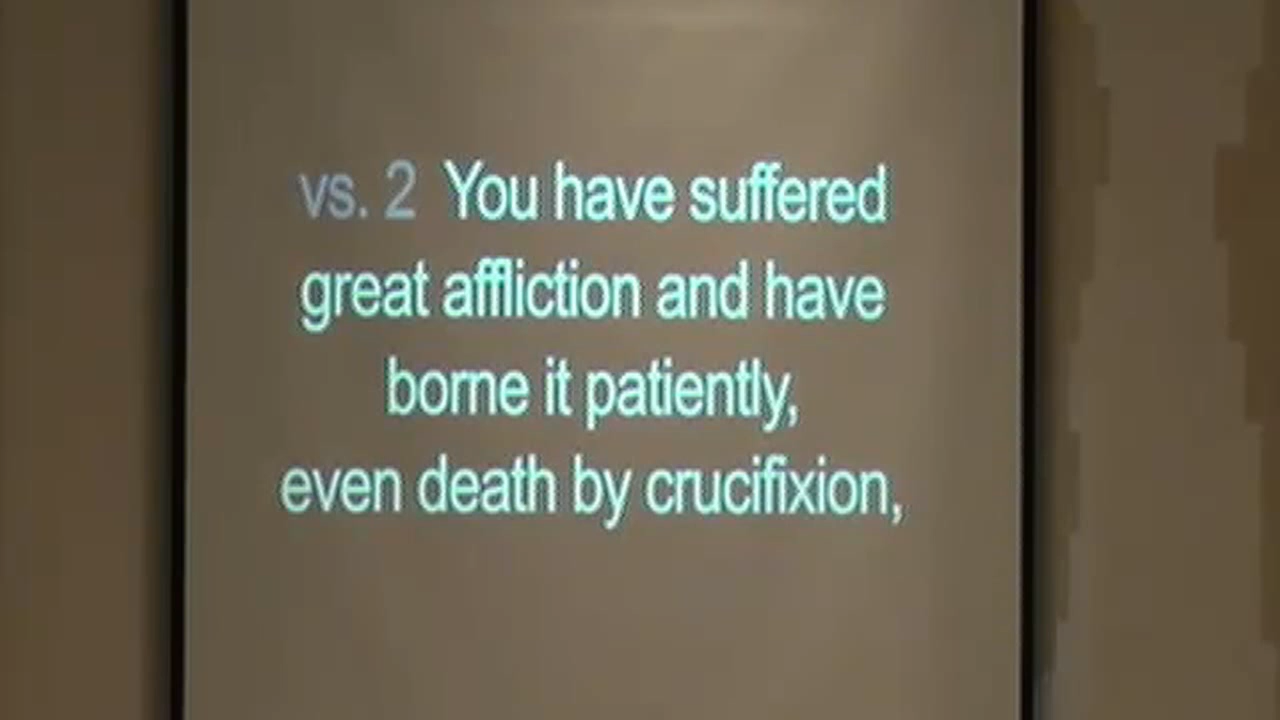 vs. 2 You have suffered
great affliction and have
borne it patiently,
even death by crucifixion,